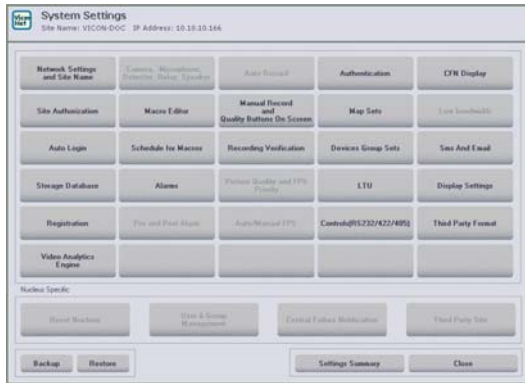 Vicon
Net
System Settings
Site Name: VICON-DOC IP Address: 10.10.10.166
Network Settings
and Site Name
Camera, Microphone,
Detector, Relay, Speaker
Auto Record
Authentication
CFN Display
Site Authorization
Macro Editor
Manual Record
and
Quality Buttons On Screen
Map Sets
Low bandwidth
Auto Login
Schedule for Macros
Recording Verification
Devices Group Sets
Sms And Email
Storage Database
Alarms
Picture Quality and FPS
Priority
LTU
Display Settings
Registration
Pre and Post Alarm
Auto/Manual FPS
Controls(RS232/422/485)
Third Party Format
Video Analytics
Engine
Nucleus Specific
Reset Nucleus
User & Group
Management
Central Failure Notification
Third Party Site
Backup
Restore
Settings Summary
Close